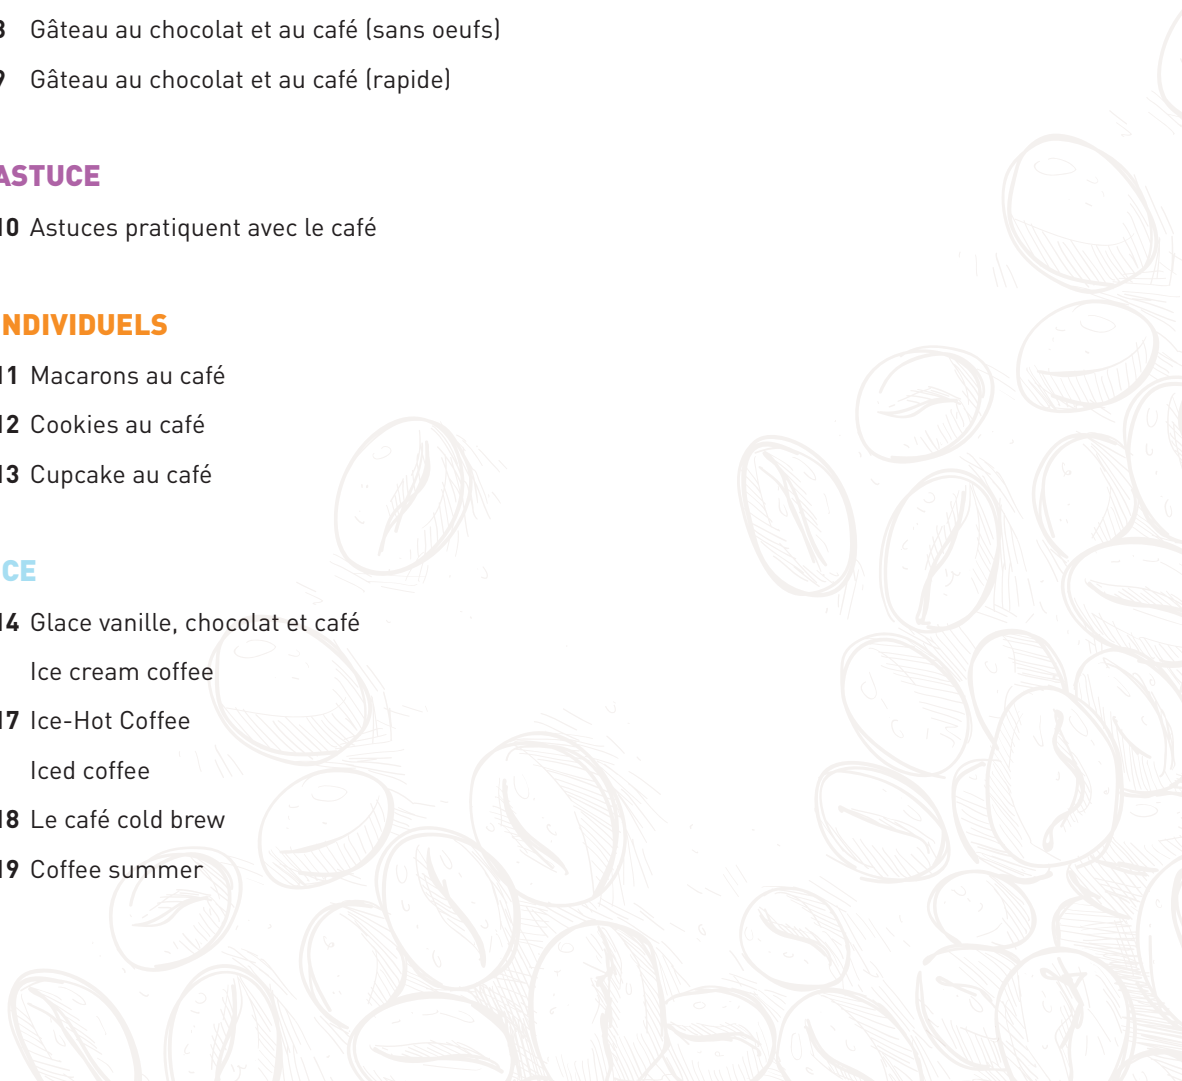 8 Gâteau au chocolat et au café (sans oeufs)
9 Gâteau au chocolat et au café (rapide)
ASTUCE
10 Astuces pratiquent avec le café
INDIVIDUELS
11 Macarons au café
12 Cookies au café
13 Cupcake au café
ICE
14 Glace vanille, chocolat et café
Ice cream coffee
17 Ice-Hot Coffee
Iced coffee
18 Le café cold brew
19 Coffee summer